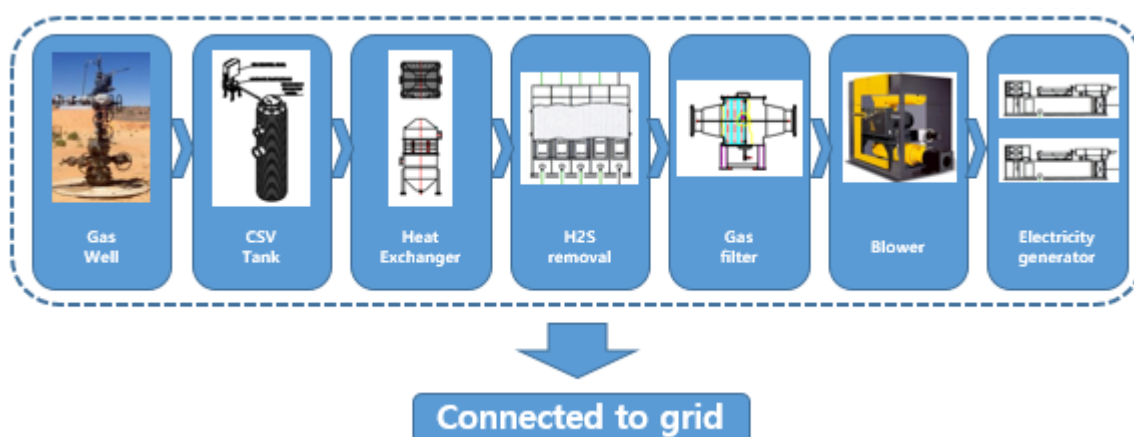 Gas
Well
CSV
Tank
Heat
Exchanger
H2S
removal
Gas
filter
Blower
Electricity
generator
Connected to grid